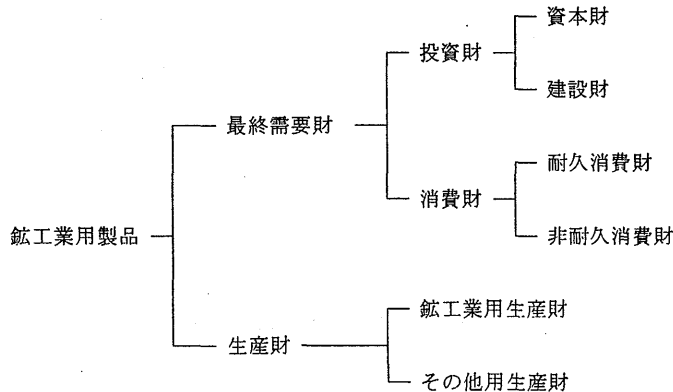 資本財
投資財
建設財
最終需要財
耐久消費財
消費財
鉱工業用製品
非耐久消費財
鉱工業用生産財
生産財
その他用生産財